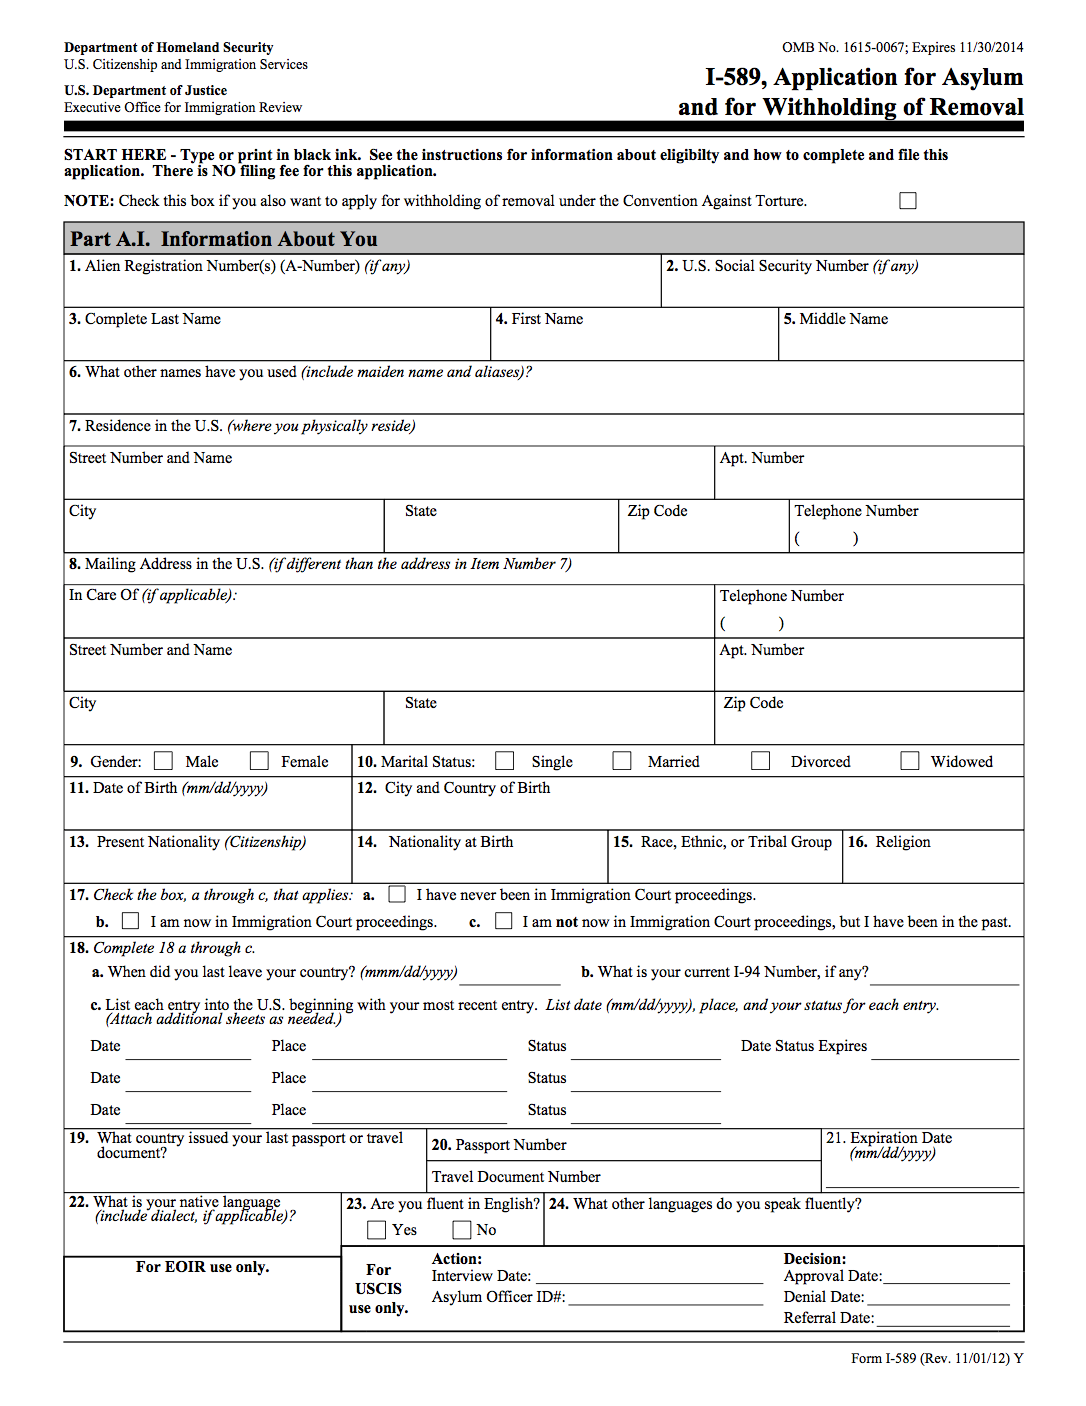 Department of Homeland Security
U.S. Citizenship and Immigration Services
U.S. Department of Justice
Executive Office for Immigration Review
OMB No. 1615-0067; Expires 11/30/2014
I-589, Application for Asylum
and for Withholding of Removal
START HERE - Type or print in black ink. See the instructions for information about eligibilty and how to complete and file this
application. There is NO filing fee for this application.
NOTE: Check this box if you also want to apply for withholding of removal under the Convention Against Torture.
Part A.I. Information About You
1. Alien Registration Number(s) (A-Number) (if any)
2. U.S. Social Security Number (if any)
3. Complete Last Name
4. First Name
5. Middle Name
6. What other names have you used (include maiden name and aliases)?
7. Residence in the U.S. (where you physically reside)
Street Number and Name
Apt. Number
City
State
Zip Code
Telephone Number
( )
8. Mailing Address in the U.S. (if different than the address in Item Number 7)
In Care Of (if applicable):
Telephone Number
( )
Street Number and Name
Apt. Number
City
State
Zip Code
9. Gender: Male Female
10. Marital Status: Single Married Divorced Widowed
11. Date of Birth (mm/dd/yyyy)
12. City and Country of Birth
13. Present Nationality (Citizenship)
14. Nationality at Birth
15. Race, Ethnic, or Tribal Group
16. Religion
17. Check the box, a through c, that applies: a. I have never been in Immigration Court proceedings.
b. I am now in Immigration Court proceedings. c. I am not now in Immigration Court proceedings, but I have been in the past.
18. Complete 18 a through c.
a. When did you last leave your country? (mmm/dd/yyyy)
b. What is your current I-94 Number, if any?
c. List each entry into the U.S. beginning with your most recent entry. List date (mm/dd/yyyy), place, and your status for each entry.
(Attach additional sheets as needed.)
Date Place Status Date Status Expires
Date Place Status
Date Place Status
19. What country issued your last passport or travel
document?
20. Passport Number
Travel Document Number
21. Expiration Date
(mm/dd/yyyy)
22. What is your native language
(include dialect, if applicable)?
23. Are you fluent in English?
Yes No
24. What other languages do you speak fluently?
For EOIR use only.
For
USCIS
use only.
Action:
Interview Date:
Asylum Officer ID#:
Decision:
Approval Date:
Denial Date:
Referral Date:
Form I-589 (Rev. 11/01/12) Y